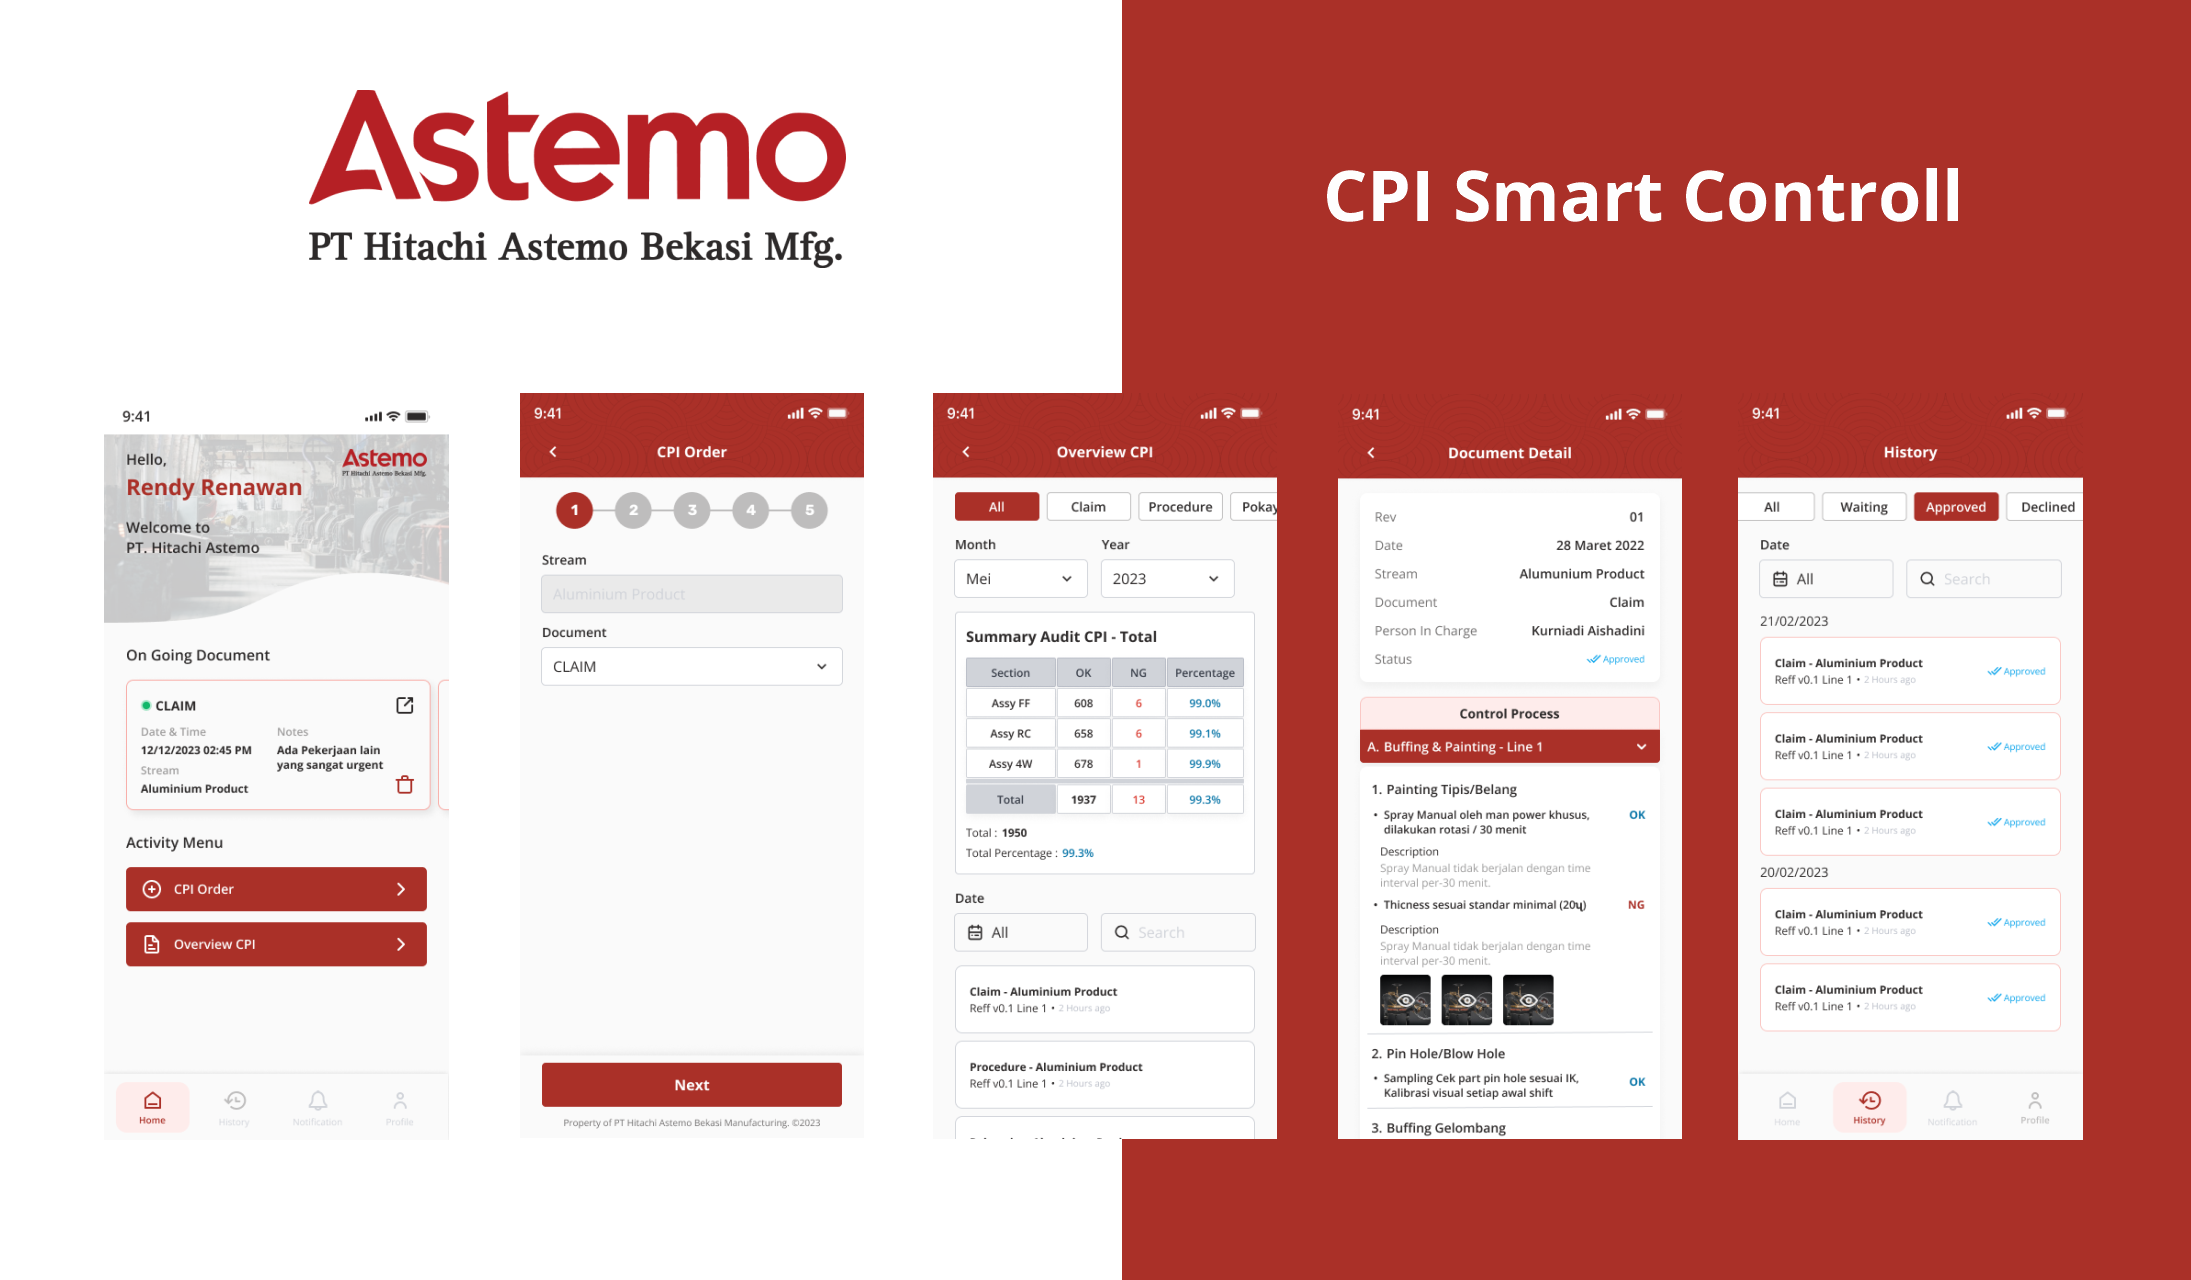 Astemo
PT Hitachi Astemo Bekasi Mfg.
CPI Smart Controll
9:41
Hello,
Rendy Renawan
Astemo
PT Hitachi Astemo Bekasi Mfg.
Welcome to
PT. Hitachi Astemo
On Going Document
CLAIM
Date & Time
12/12/2023 02:45 PM
Notes
Ada Pekerjaan lain
yang sangat urgent
Stream
Aluminium Product
Activity Menu
CPI Order
Overview CPI
Home
History
Notification
Profile
9:41
CPI Order
1 2 3 4 5
Stream
Aluminium Product
Document
CLAIM
Next
Property of PT Hitachi Astemo Bekasi Manufacturing. ©2023
9:41
Overview CPI
All Claim Procedure Pokay
Month Year
Mei 2023
Summary Audit CPI - Total
Section OK NG Percentage
Assy FF 608 6 99.0%
Assy RC 658 6 99.1%
Assy 4W 678 1 99.9%
Total 1937 13 99.3%
Total : 1950
Total Percentage : 99.3%
Date
All Search
Claim - Aluminium Product
Reff v0.1 Line 1 • 2 Hours ago
Procedure - Aluminium Product
Reff v0.1 Line 1 • 2 Hours ago
9:41
Document Detail
Rev 01
Date 28 Maret 2022
Stream Alumunium Product
Document Claim
Person In Charge Kurniadi Aishadini
Status Approved
Control Process
A. Buffing & Painting - Line 1
1. Painting Tipis/Belang
• Spray Manual oleh man power khusus, OK
dilakukan rotasi / 30 menit
Description
Spray Manual tidak berjalan dengan time
interval per-30 menit.
• Thicness sesuai standar minimal (20ų) NG
Description
Spray Manual tidak berjalan dengan time
interval per-30 menit.
2. Pin Hole/Blow Hole
• Sampling Cek part pin hole sesuai IK, OK
Kalibrasi visual setiap awal shift
3. Buffing Gelombang
9:41
History
All Waiting Approved Declined
Date
All Search
21/02/2023
Claim - Aluminium Product
Reff v0.1 Line 1 • 2 Hours ago
Approved
Claim - Aluminium Product
Reff v0.1 Line 1 • 2 Hours ago
Approved
Claim - Aluminium Product
Reff v0.1 Line 1 • 2 Hours ago
Approved
20/02/2023
Claim - Aluminium Product
Reff v0.1 Line 1 • 2 Hours ago
Approved
Claim - Aluminium Product
Reff v0.1 Line 1 • 2 Hours ago
Approved
Home
History
Notification
Profile